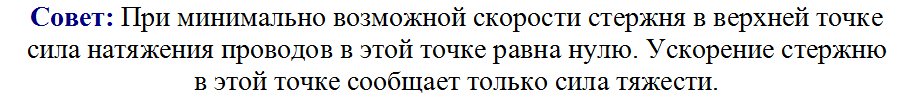 Совет: При минимально возможной скорости стержня в верхней точке
сила натяжения проводов в этой точке равна нулю. Ускорение стержню
в этой точке сообщает только сила тяжести.